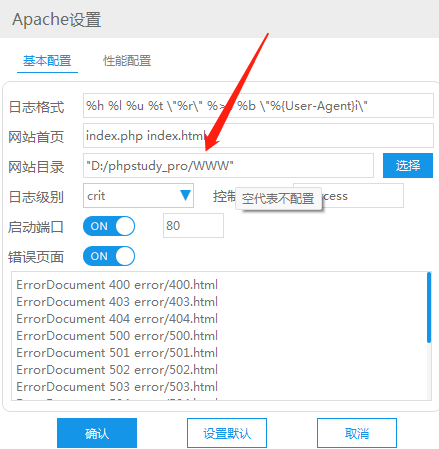 Apache设置
基本配置 性能配置
日志格式 %h %l %u %t \"%r\" %> %b \"%{User-Agent}i\"
网站首页 index.php index.html
网站目录 "D:/phpstudy_pro/WWW" 选择
日志级别 crit 控制 cess
空代表不配置
启动端口 ON 80
错误页面 ON
ErrorDocument 400 error/400.html
ErrorDocument 403 error/403.html
ErrorDocument 404 error/404.html
ErrorDocument 500 error/500.html
ErrorDocument 501 error/501.html
ErrorDocument 502 error/502.html
ErrorDocument 503 error/503.html
确认 设置默认 取消